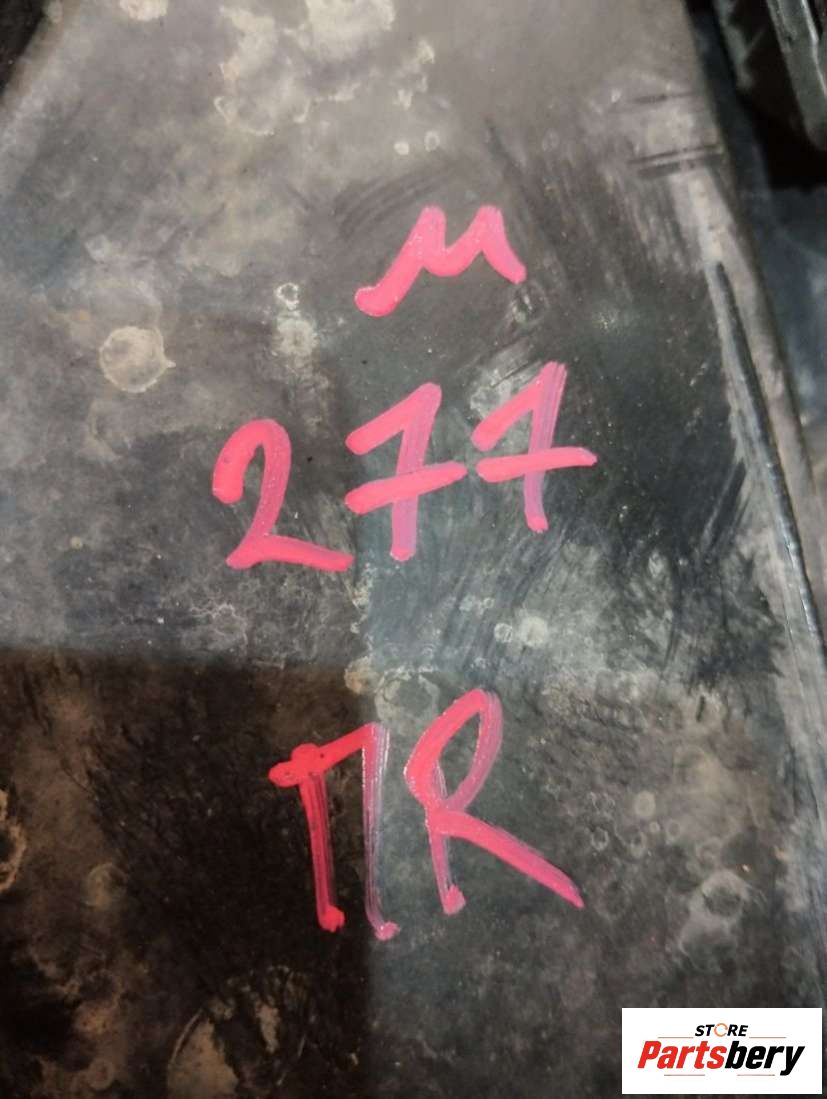 м
277
ПR
STORE
Partsbery